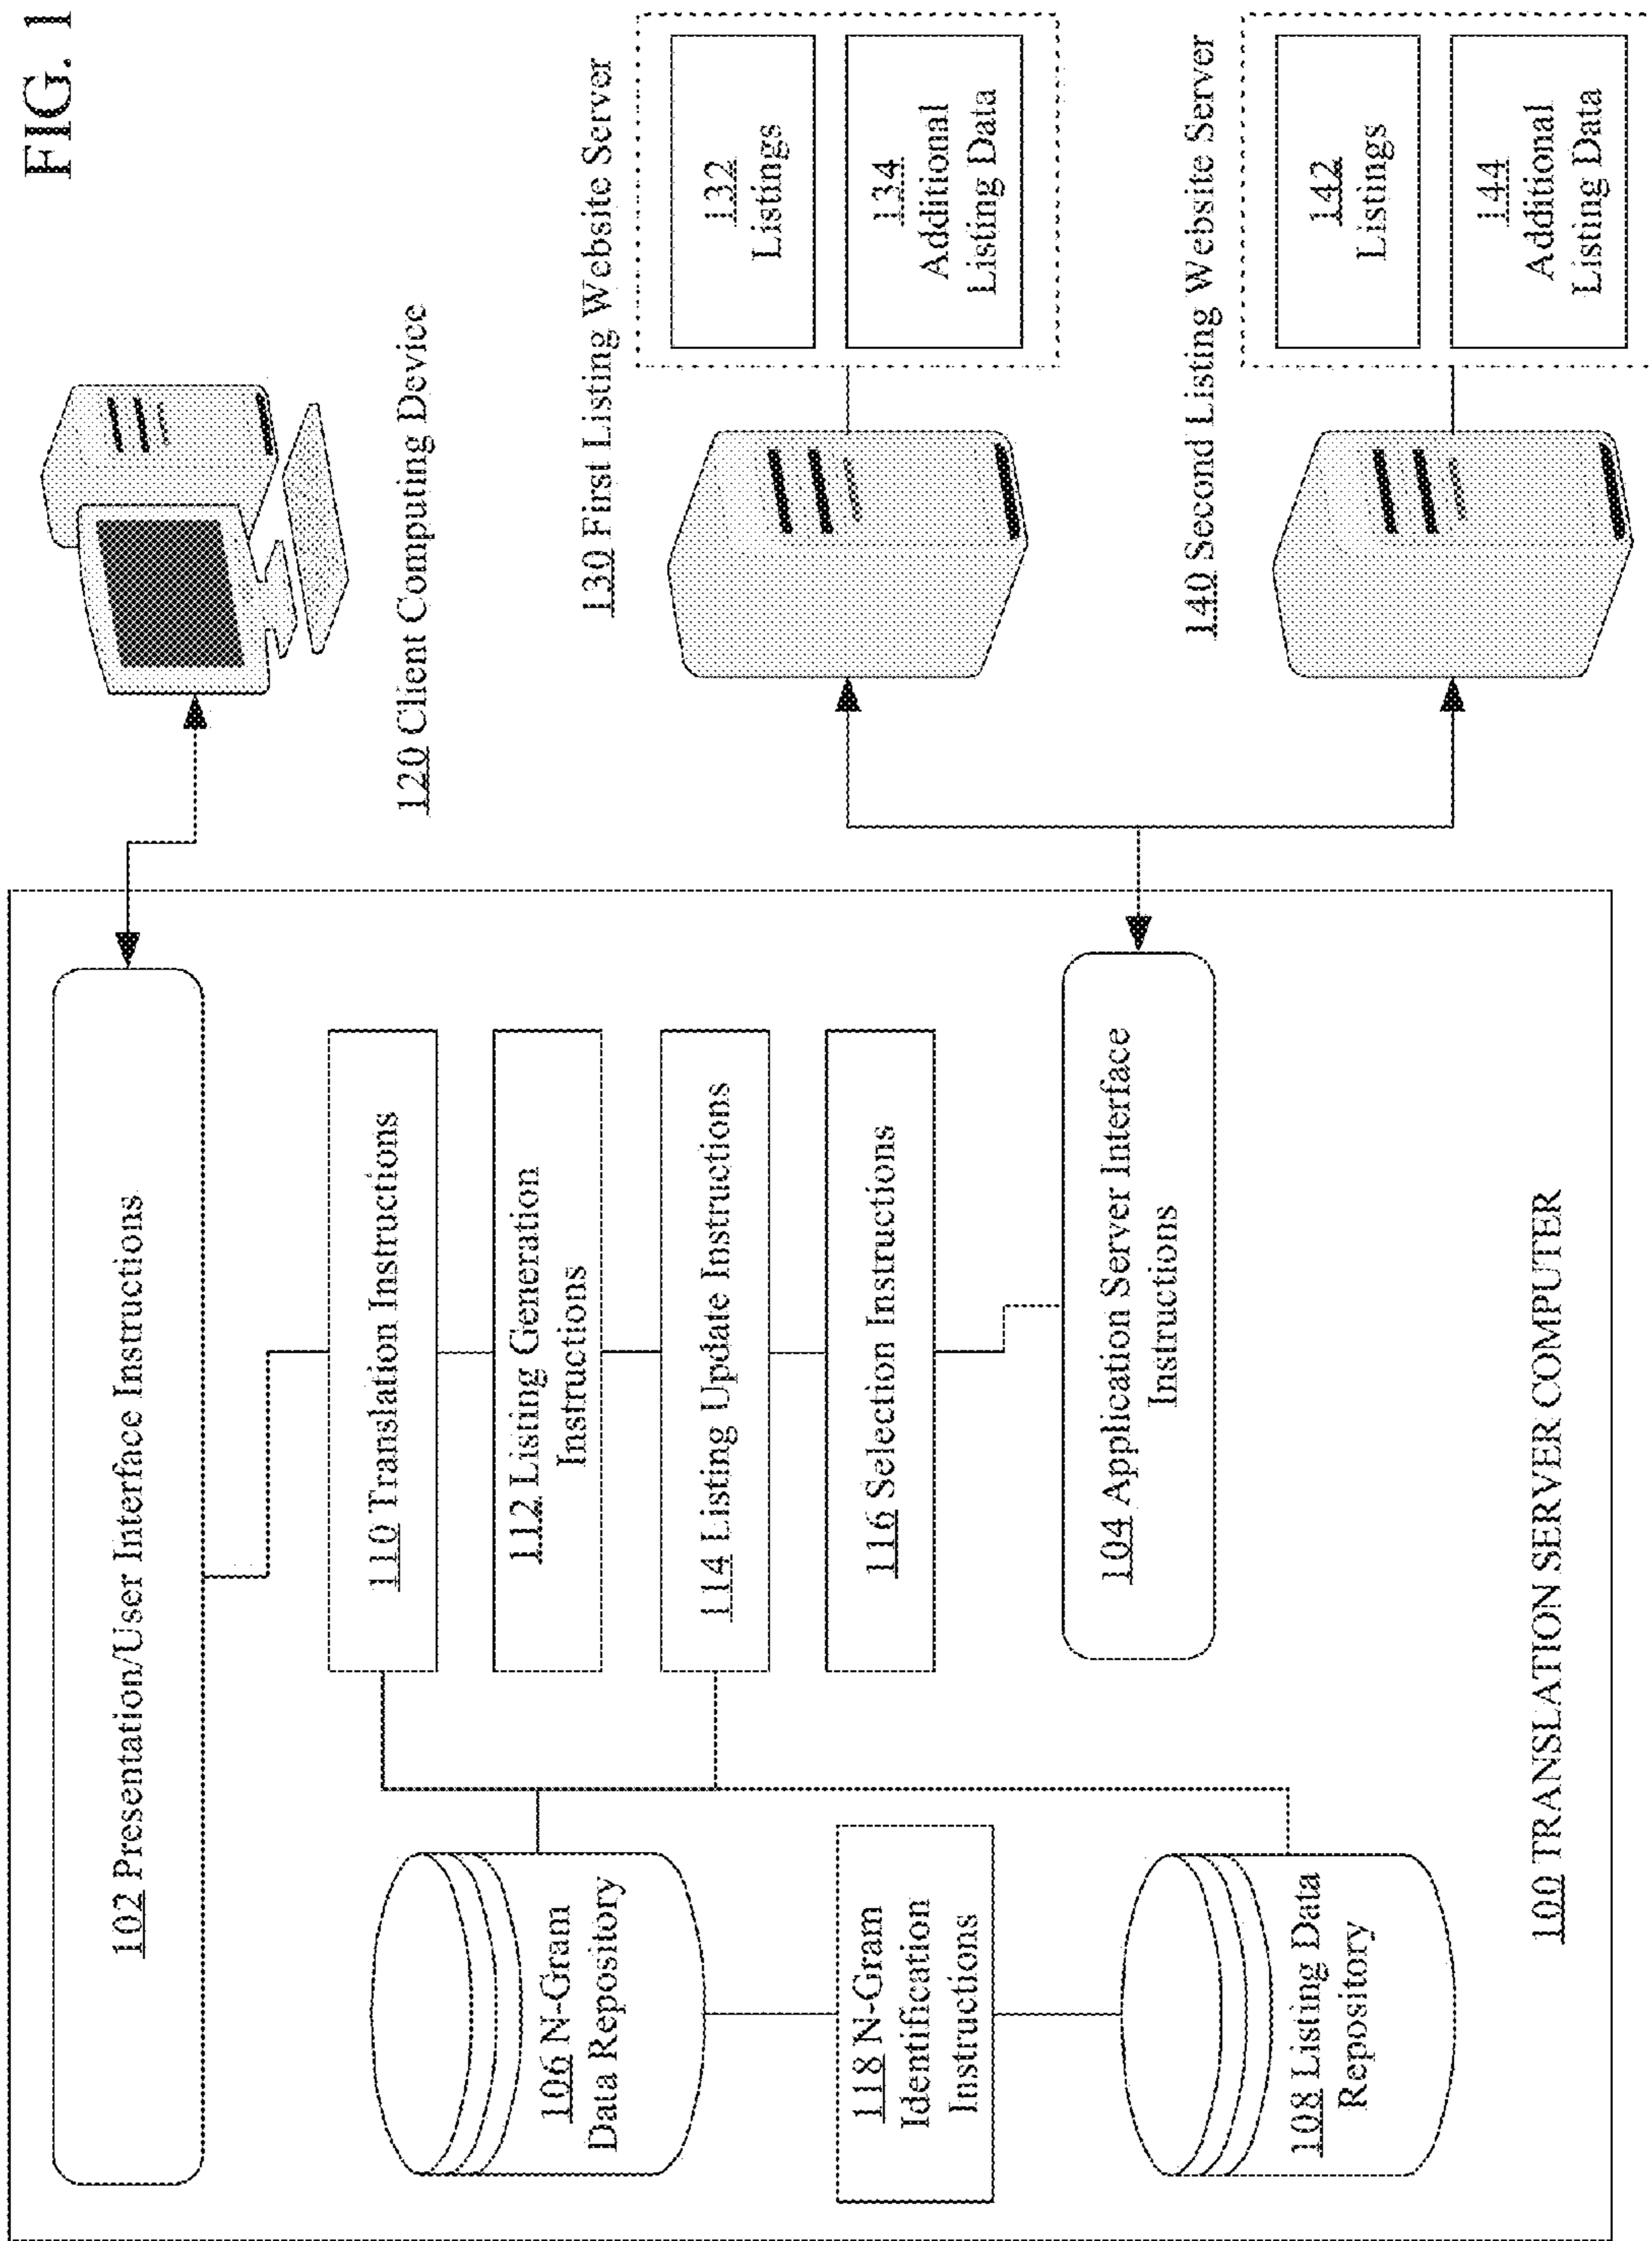 FIG. 1
102 Presentation/User Interface Instructions
120 Client Computing Device
110 Translation Instructions
112 Listing Generation
Instructions
114 Listing Update Instructions
116 Selection Instructions
104 Application Server Interface
Instructions
106 N-Gram
Data Repository
118 N-Gram
Identification
Instructions
108 Listing Data
Repository
100 TRANSLATION SERVER COMPUTER
130 First Listing Website Server
132
Listings
134
Additional
Listing Data
140 Second Listing Website Server
142
Listings
144
Additional
Listing Data